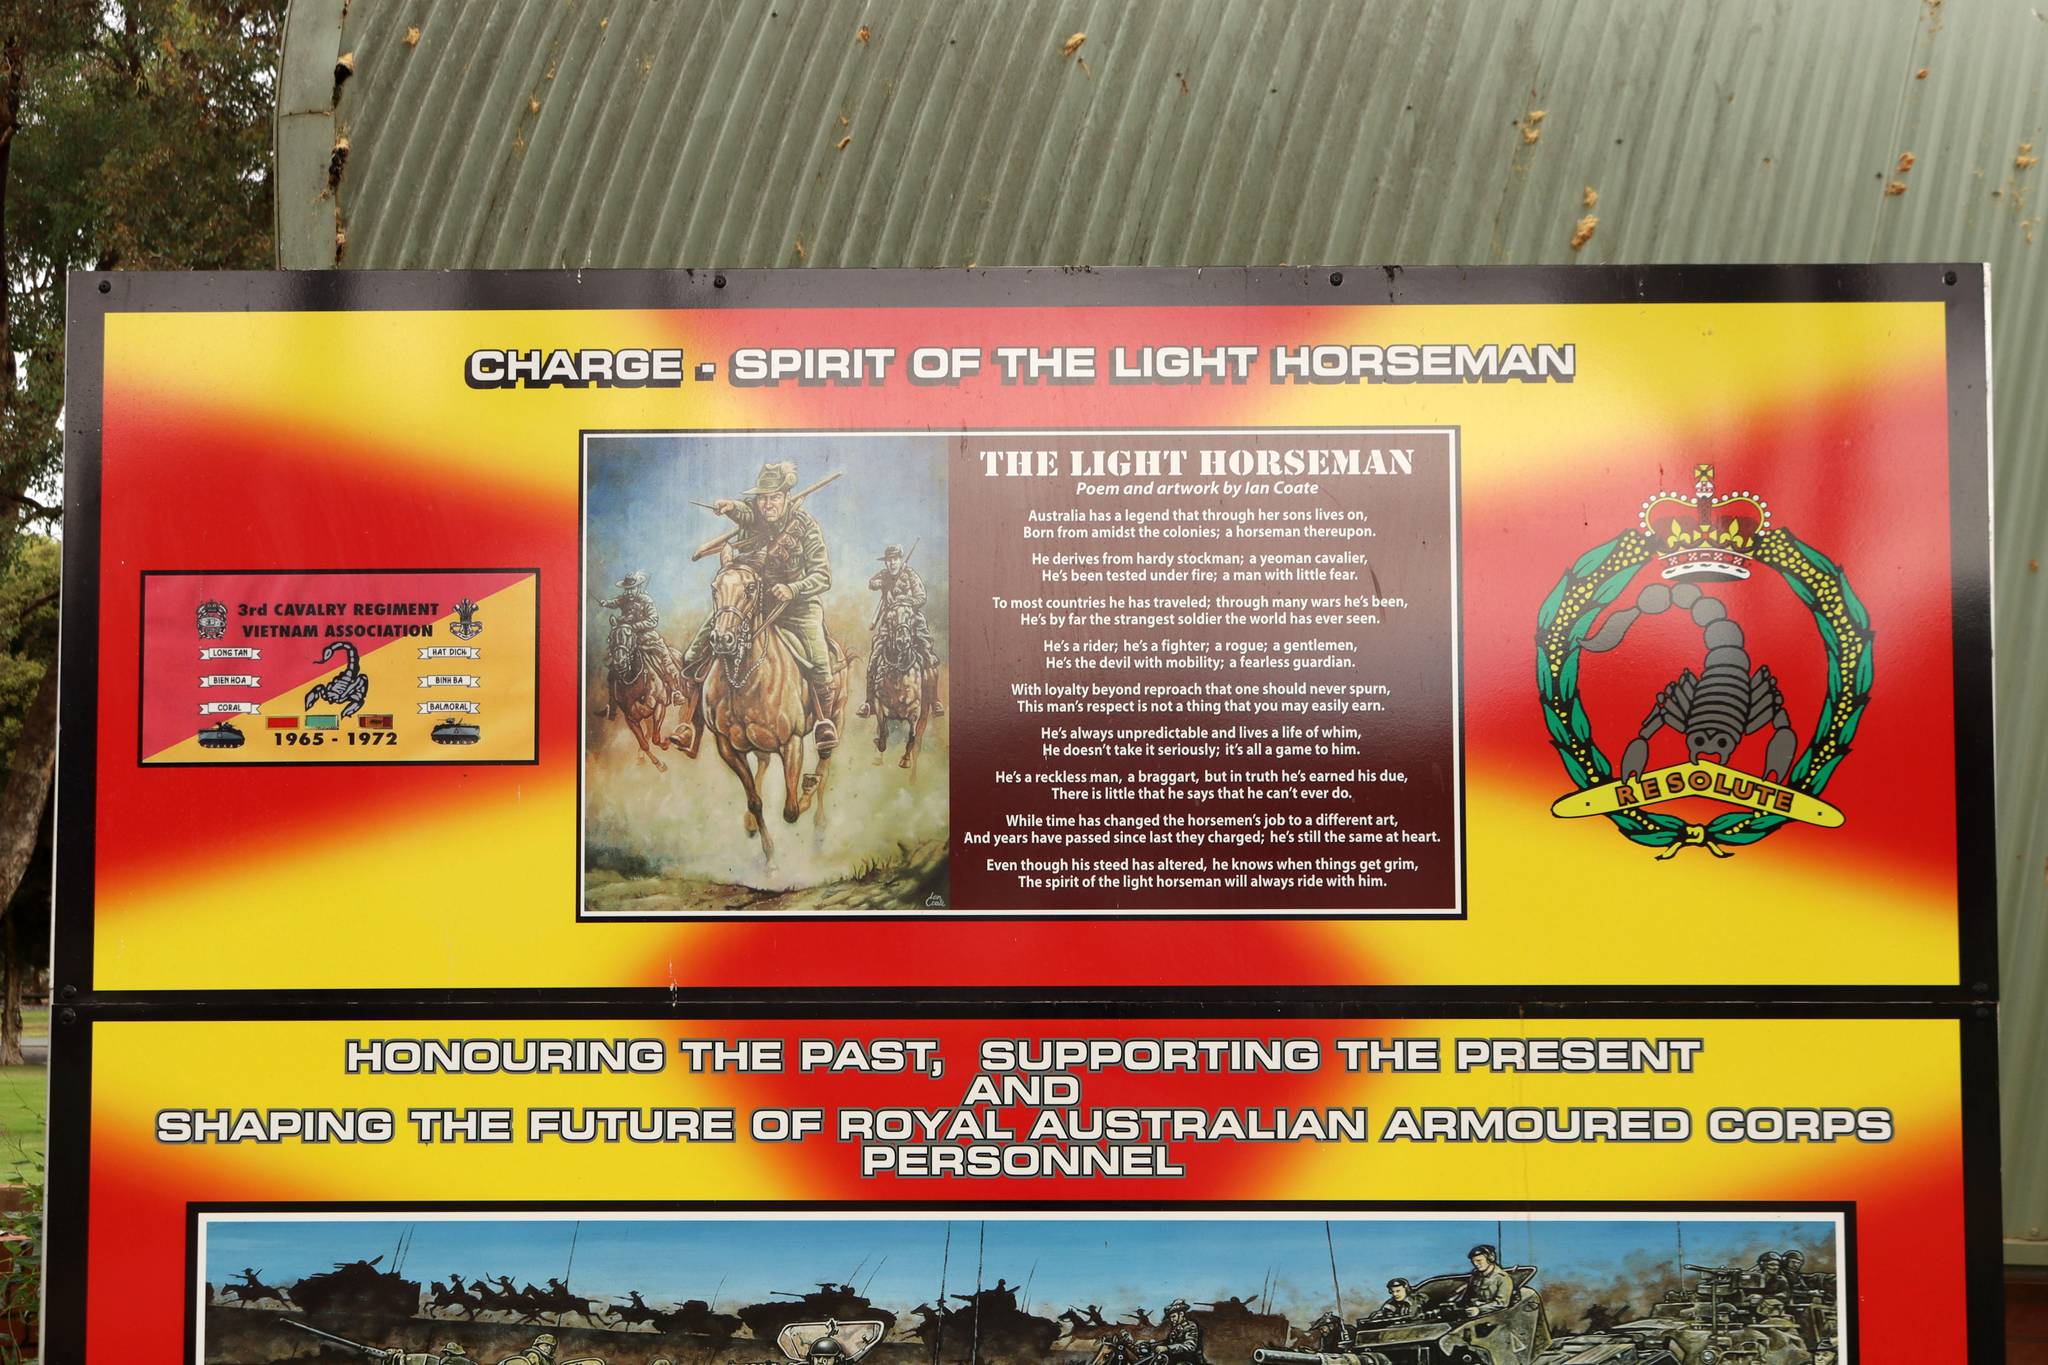 CHARGE - SPIRIT OF THE LIGHT HORSEMAN
3rd CAVALRY REGIMENT
VIETNAM ASSOCIATION
LONG TAN
HAT DICH
BIEN HOA
BINH BA
CORAL
BALMORAL
1965 - 1972
THE LIGHT HORSEMAN
Poem and artwork by Ian Coate
Australia has a legend that through her sons lives on,
Born from amidst the colonies; a horseman thereupon.
He derives from hardy stockman; a yeoman cavalier,
He's been tested under fire; a man with little fear.
To most countries he has traveled; through many wars he's been,
He's by far the strangest soldier the world has ever seen.
He's a rider; he's a fighter; a rogue; a gentlemen,
He's the devil with mobility; a fearless guardian.
With loyalty beyond reproach that one should never spurn,
This man's respect is not a thing that you may easily earn.
He's always unpredictable and lives a life of whim,
He doesn't take it seriously; it's all a game to him.
He's a reckless man, a braggart, but in truth he's earned his due,
There is little that he says that he can't ever do.
While time has changed the horsemen's job to a different art,
And years have passed since last they charged; he's still the same at heart.
Even though his steed has altered, he knows when things get grim,
The spirit of the light horseman will always ride with him.
Ian
Coate
RESOLUTE
HONOURING THE PAST, SUPPORTING THE PRESENT
AND
SHAPING THE FUTURE OF ROYAL AUSTRALIAN ARMOURED CORPS
PERSONNEL